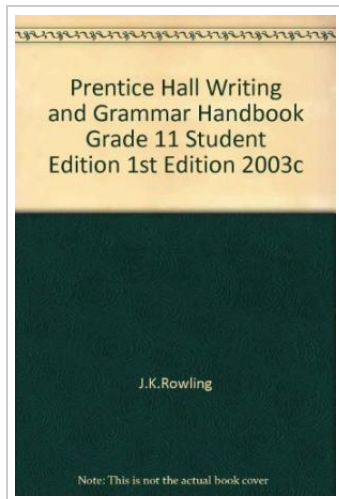 Prentice Hall Writing
and Grammar Handbook
Grade 11 Student
Edition 1st Edition 2003c
J.K.Rowling
Note: This is not the actual book cover